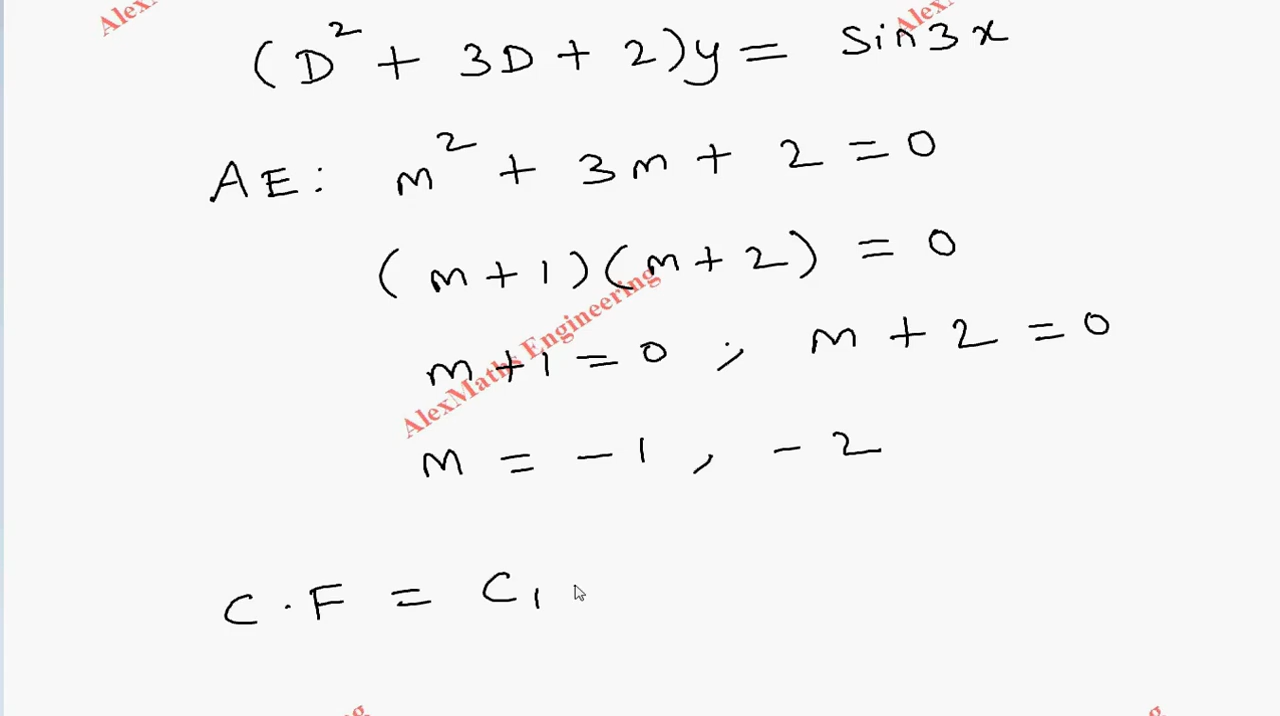 (D² + 3D + 2)y = Sin3x
AE: m² + 3m + 2 = 0
(m+1)(m+2) = 0
m+1=0 ; m+2=0
AlexMaths Engineering
m = -1 , -2
C.F = C₁